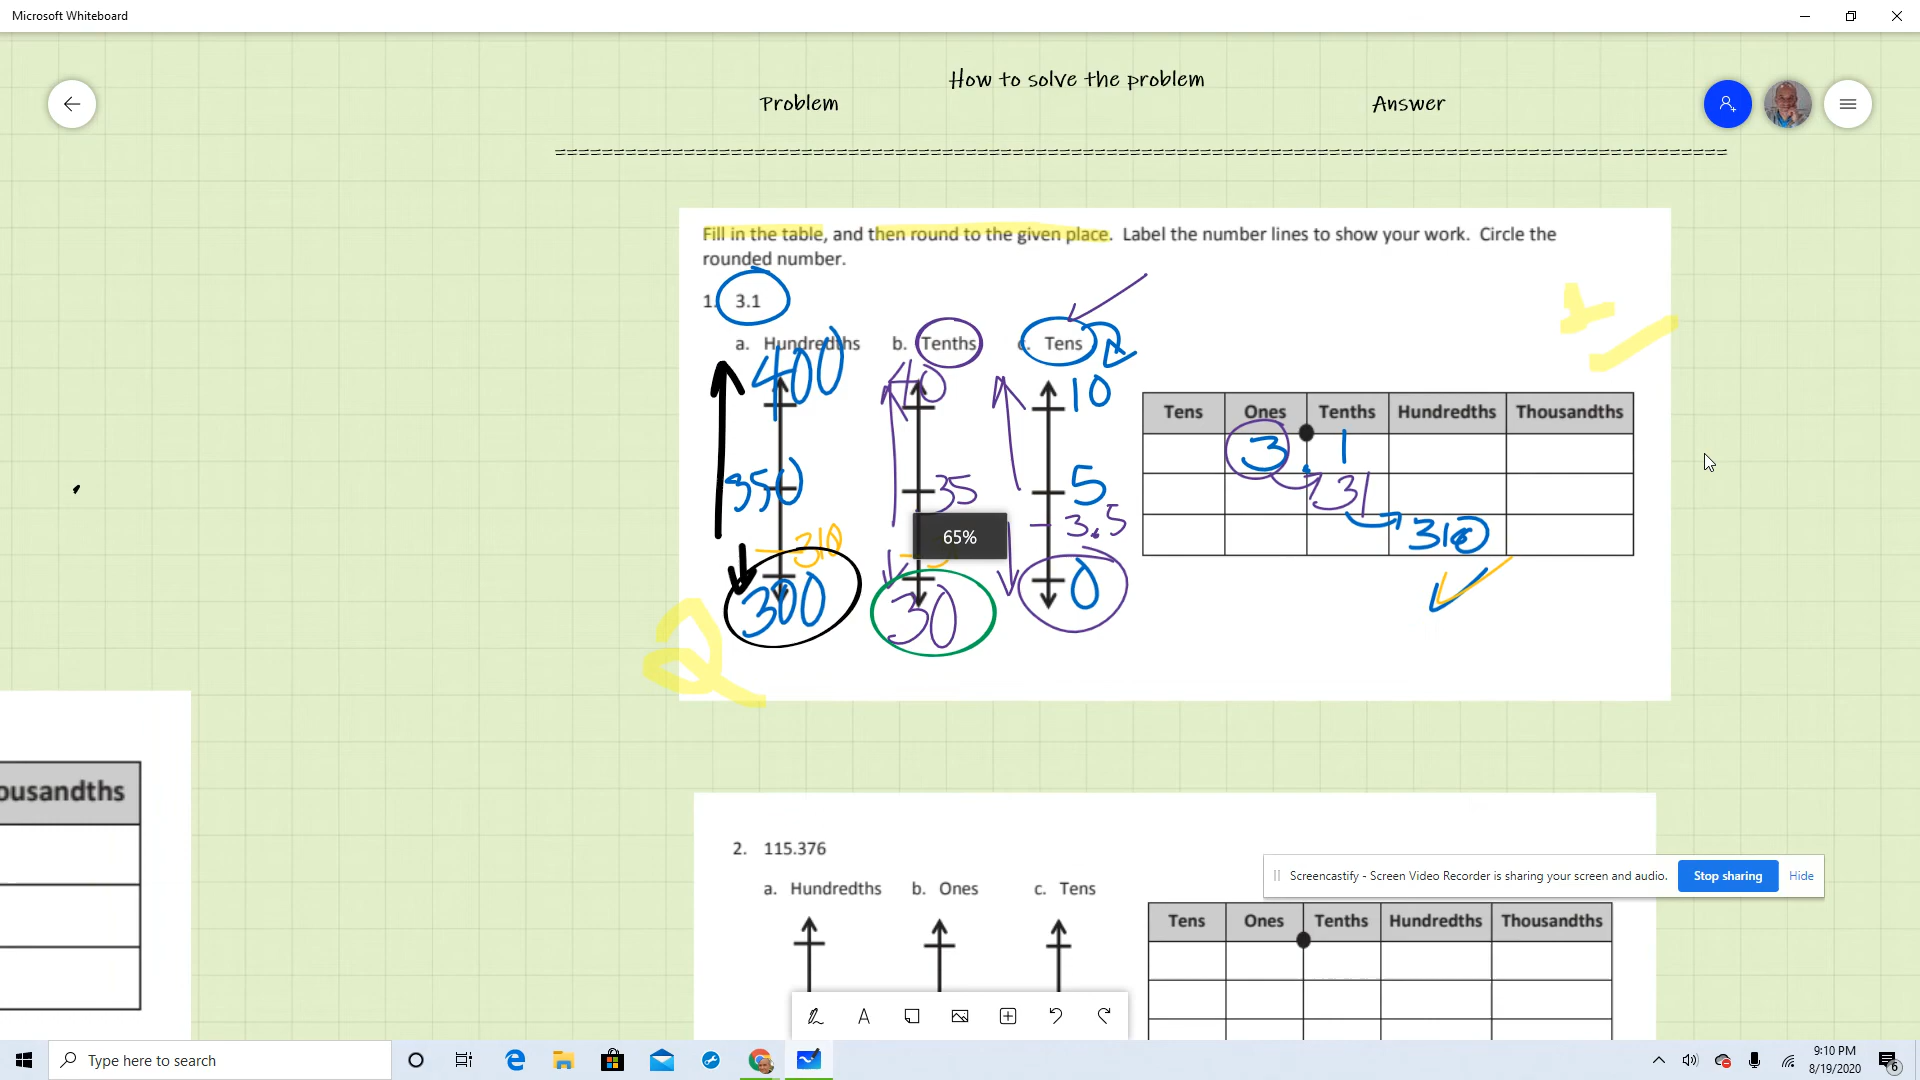 Microsoft Whiteboard
How to solve the problem
Problem
Answer
====================================================================================================
Fill in the table, and then round to the given place. Label the number lines to show your work. Circle the
rounded number.
1. 3.1
a. Hundredths b. Tenths c. Tens
400 40 10
350 35 5
3.5
310
300 30 0
65%
Tens Ones Tenths Hundredths Thousandths
3 . 1
31
310
ousandths
2. 115.376
a. Hundredths b. Ones c. Tens
Tens Ones Tenths Hundredths Thousandths
Screencastify - Screen Video Recorder is sharing your screen and audio. Stop sharing Hide
Type here to search
9:10 PM
8/19/2020
6